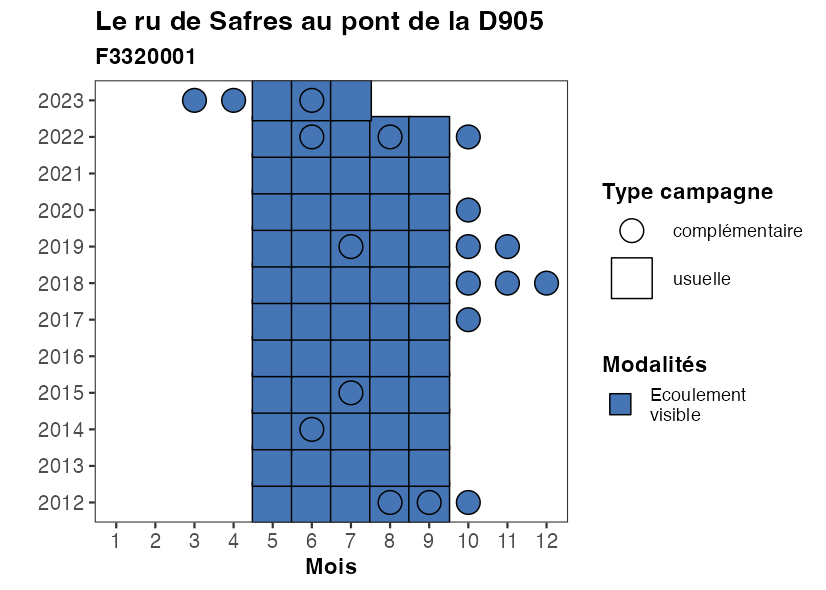 Le ru de Safres au pont de la D905
F3320001
2023
2022
2021
2020
2019
2018
2017
2016
2015
2014
2013
2012
1 2 3 4 5 6 7 8 9 10 11 12
Mois
Type campagne
complémentaire
usuelle
Modalités
Ecoulement
visible